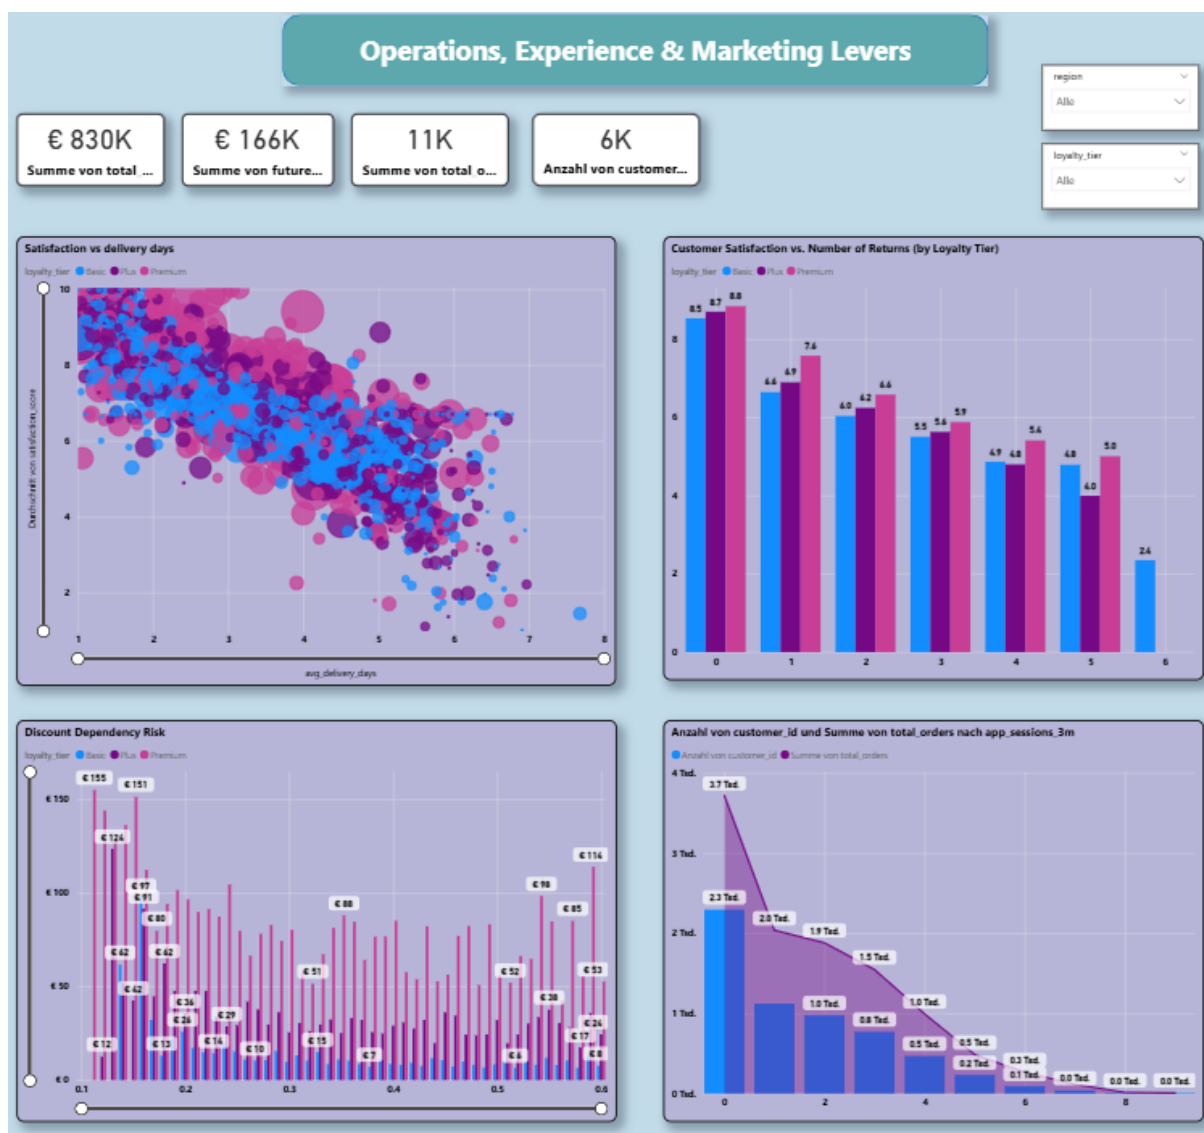 Operations, Experience & Marketing Levers
region
Alle
loyalty_tier
Alle
€ 830K
Summe von total_...
€ 166K
Summe von future...
11K
Summe von total_o...
6K
Anzahl von customer...
Satisfaction vs delivery days
loyalty_tier Basic Plus Premium
Durchschnitt von satisfaction_score
10
8
6
4
2
1 2 3 4 5 6 7 8
avg_delivery_days
Customer Satisfaction vs. Number of Returns (by Loyalty Tier)
loyalty_tier Basic Plus Premium
8
6
4
2
0
8.5 8.7 8.8
6.6 6.9 7.6
6.0 6.2 6.6
5.5 5.6 5.9
4.9 4.8 5.4
4.8 4.0 5.0
2.4
0 1 2 3 4 5 6
Discount Dependency Risk
loyalty_tier Basic Plus Premium
€ 150
€ 100
€ 50
€ 0
€ 155
€ 151
€ 124
€ 97
€ 91
€ 80
€ 62
€ 62
€ 42
€ 36
€ 26
€ 29
€ 12
€ 13
€ 14
€ 10
€ 51
€ 15
€ 88
€ 7
€ 52
€ 6
€ 98
€ 38
€ 85
€ 114
€ 53
€ 24
€ 17
€ 8
0.1 0.2 0.3 0.4 0.5 0.6
Anzahl von customer_id und Summe von total_orders nach app_sessions_3m
Anzahl von customer_id Summe von total_orders
4 Tsd.
3 Tsd.
2 Tsd.
1 Tsd.
0 Tsd.
3.7 Tsd.
2.3 Tsd.
2.0 Tsd.
1.9 Tsd.
1.5 Tsd.
1.0 Tsd.
1.0 Tsd.
0.8 Tsd.
0.5 Tsd.
0.5 Tsd.
0.2 Tsd.
0.3 Tsd.
0.1 Tsd.
0.0 Tsd.
0.0 Tsd.
0.0 Tsd.
0 2 4 6 8